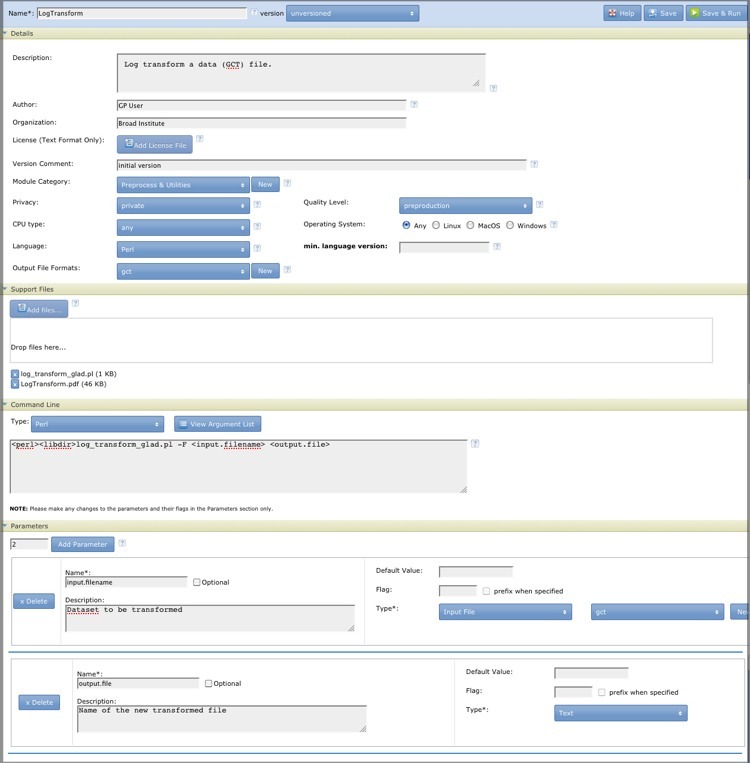 Name*: LogTransform version unversioned Help Save Save & Run
Details
Description: Log transform a data (GCT) file.
Author: GP User
Organization: Broad Institute
License (Text Format Only): Add License File
Version Comment: initial version
Module Category: Preprocess & Utilities New
Privacy: private Quality Level: preproduction
CPU type: any Operating System: Any Linux MacOS Windows
Language: Perl min. language version:
Output File Formats: gct New
Support Files
Add files...
Drop files here...
x log_transform_glad.pl (1 KB)
x LogTransform.pdf (46 KB)
Command Line
Type: Perl View Argument List
<perl><libdir>log_transform_glad.pl -F <input.filename> <output.file>
NOTE: Please make any changes to the parameters and their flags in the Parameters section only.
Parameters
2 Add Parameter
x Delete
Name*:
input.filename Optional
Description:
Dataset to be transformed
Default Value:
Flag: prefix when specified
Type*: Input File gct Ne
x Delete
Name*:
output.file Optional
Description:
Name of the new transformed file
Default Value:
Flag: prefix when specified
Type*: Text